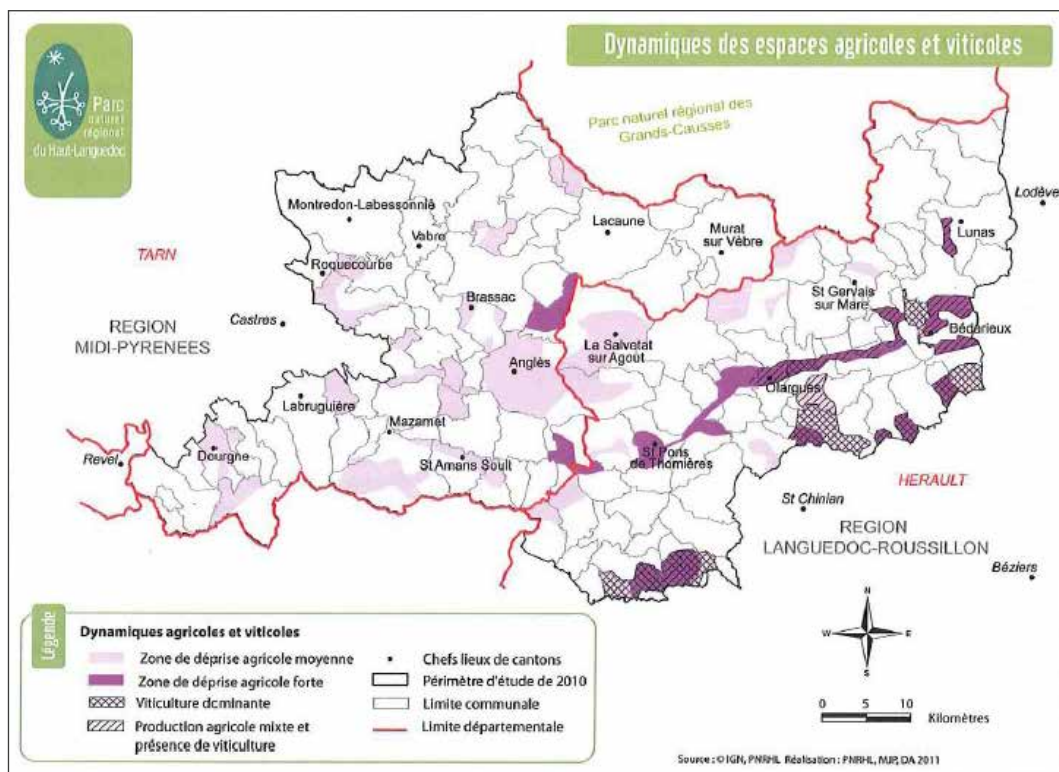 Dynamiques des espaces agricoles et viticoles
Parc
naturel
régional
du Haut-Languedoc
Parc naturel régional des
Grands-Causses
Montredon-Labessonnié
Vabre
Lacaune
Murat
sur Vèbre
Lodève
Lunas
TARN
Roquecourbe
St Gervais
sur Mare
Brassac
Castres
REGION
MIDI-PYRENEES
La Salvetat
sur Agout
Bédarieux
Anglès
Olargues
Labruguière
Mazamet
Dourgne
Revel
St Amans Soult
St Pons
de Thomières
HERAULT
St Chinian
REGION
LANGUEDOC-ROUSSILLON
Béziers
N
W E
S
Légende
Dynamiques agricoles et viticoles
Zone de déprise agricole moyenne
Zone de déprise agricole forte
Viticulture dominante
Production agricole mixte et
présence de viticulture
Chefs lieux de cantons
Périmètre d'étude de 2010
Limite communale
Limite départementale
0 5 10
Kilomètres
Source : © IGN, PNRHL Réalisation : PNRHL, MJP, DA 2011